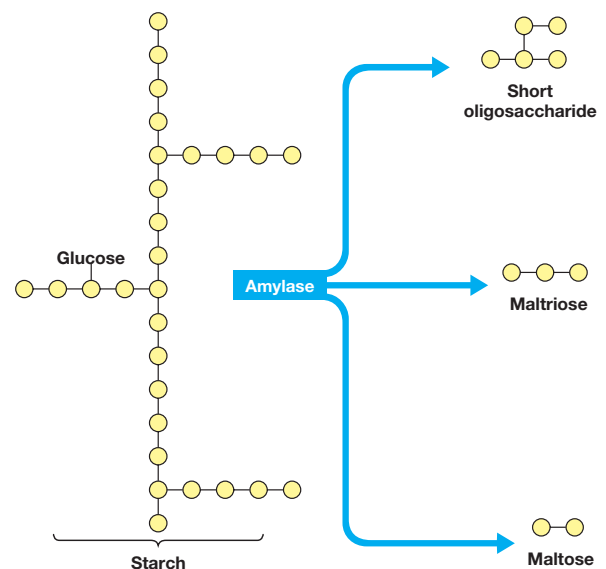 Short
oligosaccharide
Glucose
Amylase
Maltriose
Maltose
Starch